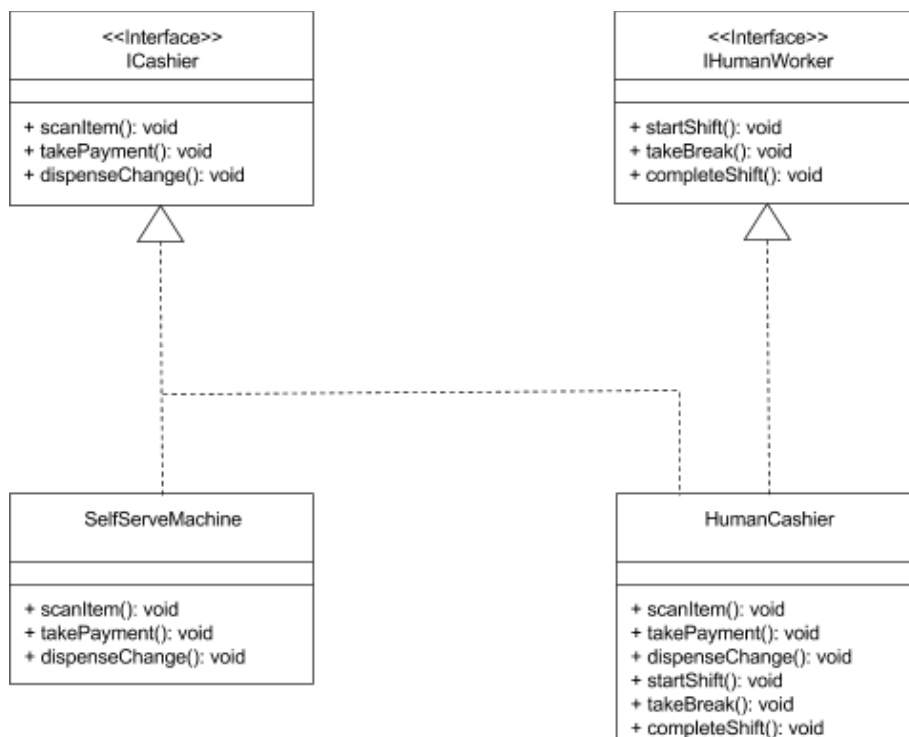 <<Interface>>
ICashier
+ scanItem(): void
+ takePayment(): void
+ dispenseChange(): void
<<Interface>>
IHumanWorker
+ startShift(): void
+ takeBreak(): void
+ completeShift(): void
SelfServeMachine
+ scanItem(): void
+ takePayment(): void
+ dispenseChange(): void
HumanCashier
+ scanItem(): void
+ takePayment(): void
+ dispenseChange(): void
+ startShift(): void
+ takeBreak(): void
+ completeShift(): void